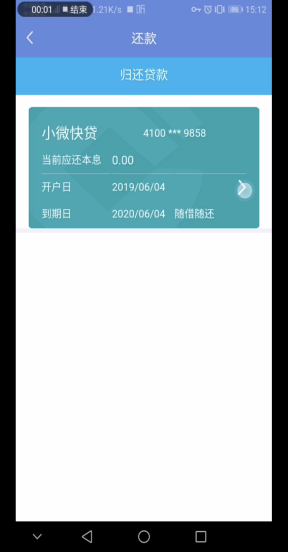 00:01 结束 1.21K/s 15:12
还款
归还贷款
小微快贷 4100 *** 9858
当前应还本息 0.00
开户日 2019/06/04
到期日 2020/06/04 随借随还